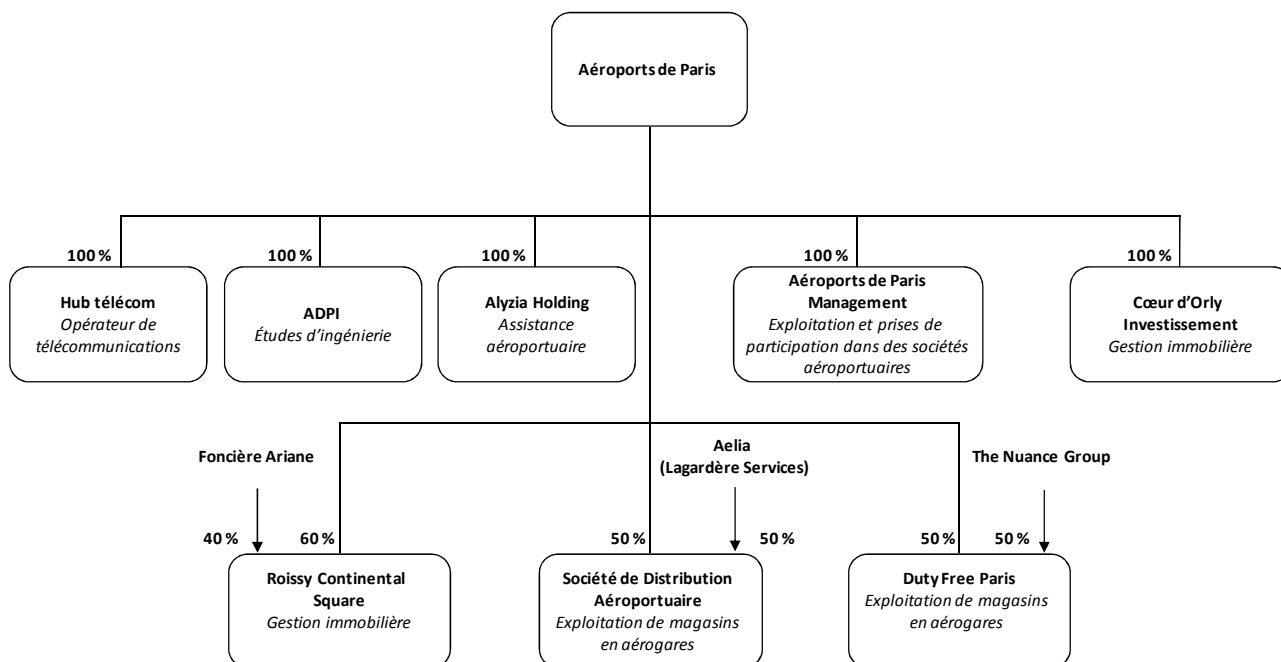 Aéroports de Paris
100 %
100 %
100 %
100 %
100 %
Hub télécom
Opérateur de
télécommunications
ADPI
Études d'ingénierie
Alyzia Holding
Assistance
aéroportuaire
Aéroports de Paris
Management
Exploitation et prises de
participation dans des sociétés
aéroportuaires
Cœur d'Orly
Investissement
Gestion immobilière
Foncière Ariane
Aelia
(Lagardère Services)
The Nuance Group
40 %
60 %
50 %
50 %
50 %
50 %
Roissy Continental
Square
Gestion immobilière
Société de Distribution
Aéroportuaire
Exploitation de magasins
en aérogares
Duty Free Paris
Exploitation de magasins
en aérogares